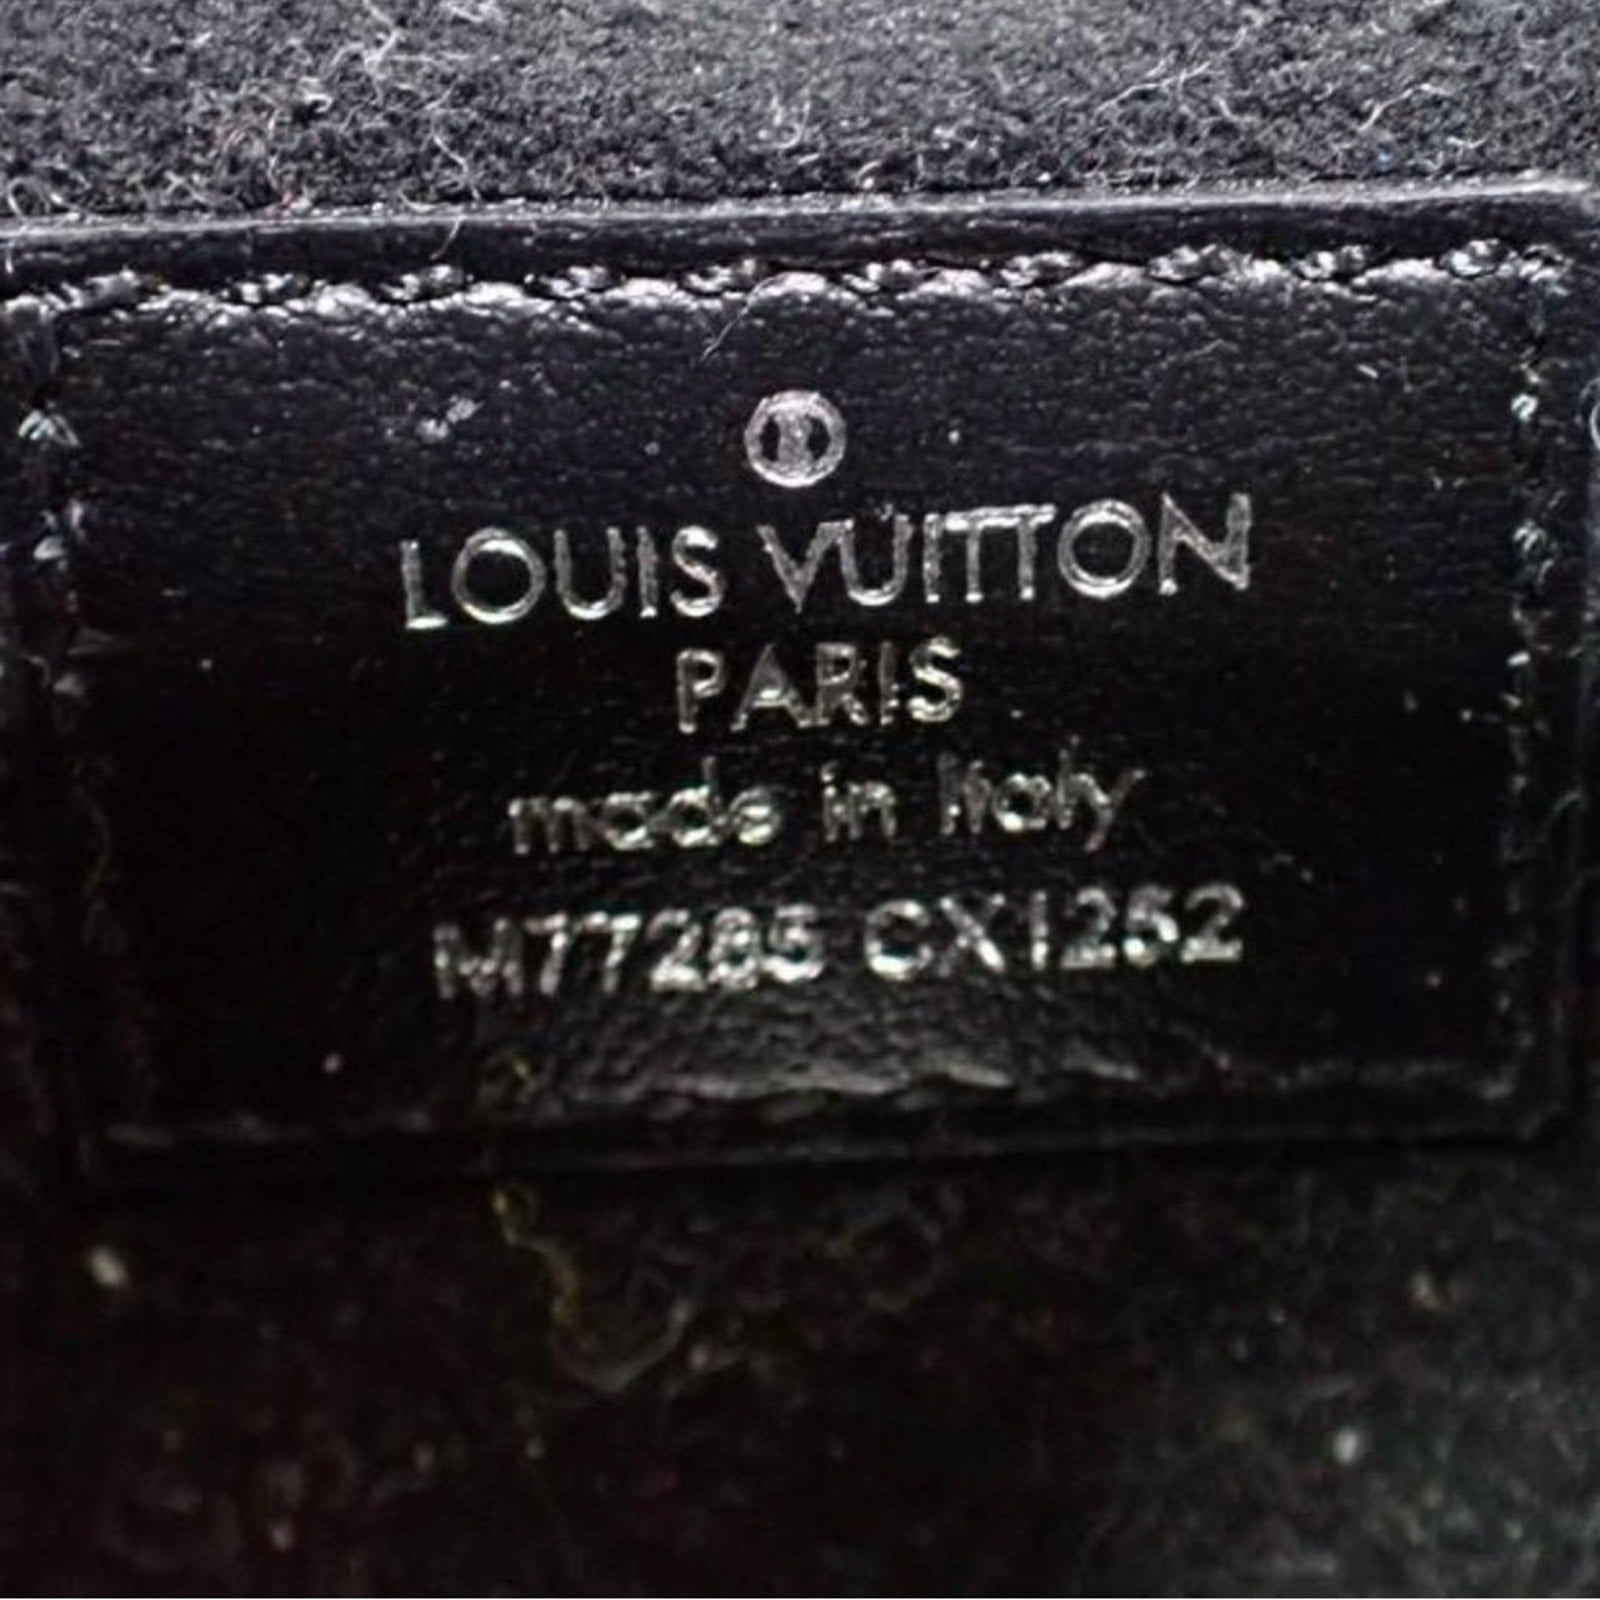 LOUIS VUITTON
PARIS
made in Italy
M77285 CX1252